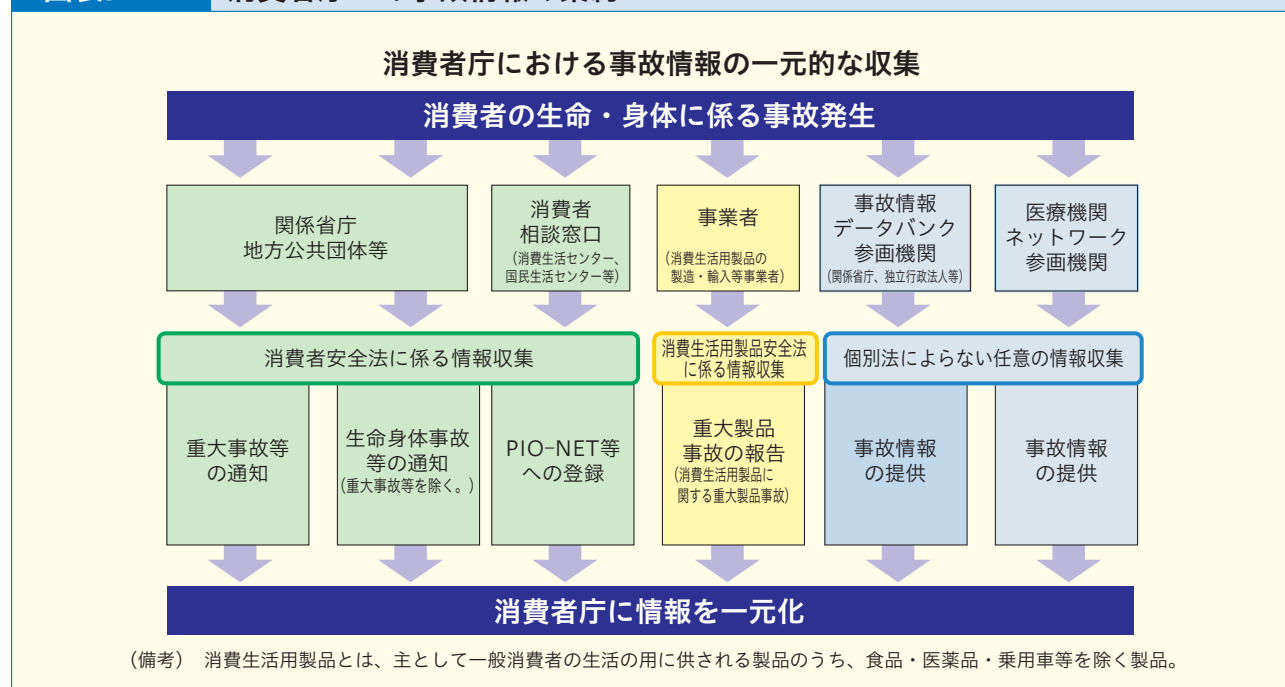 消費者庁における事故情報の一元的な収集
消費者の生命・身体に係る事故発生
関係省庁
地方公共団体等
消費者
相談窓口
(消費生活センター、
国民生活センター等)
事業者
(消費生活用製品の
製造・輸入等事業者)
事故情報
データバンク
参画機関
(関係省庁、独立行政法人等)
医療機関
ネットワーク
参画機関
消費者安全法に係る情報収集
消費生活用製品安全法
に係る情報収集
個別法によらない任意の情報収集
重大事故等
の通知
生命身体事故
等の通知
(重大事故等を除く。)
PIO-NET等
への登録
重大製品
事故の報告
(消費生活用製品に
関する重大製品事故)
事故情報
の提供
事故情報
の提供
消費者庁に情報を一元化
(備考) 消費生活用製品とは、主として一般消費者の生活の用に供される製品のうち、食品・医薬品・乗用車等を除く製品。